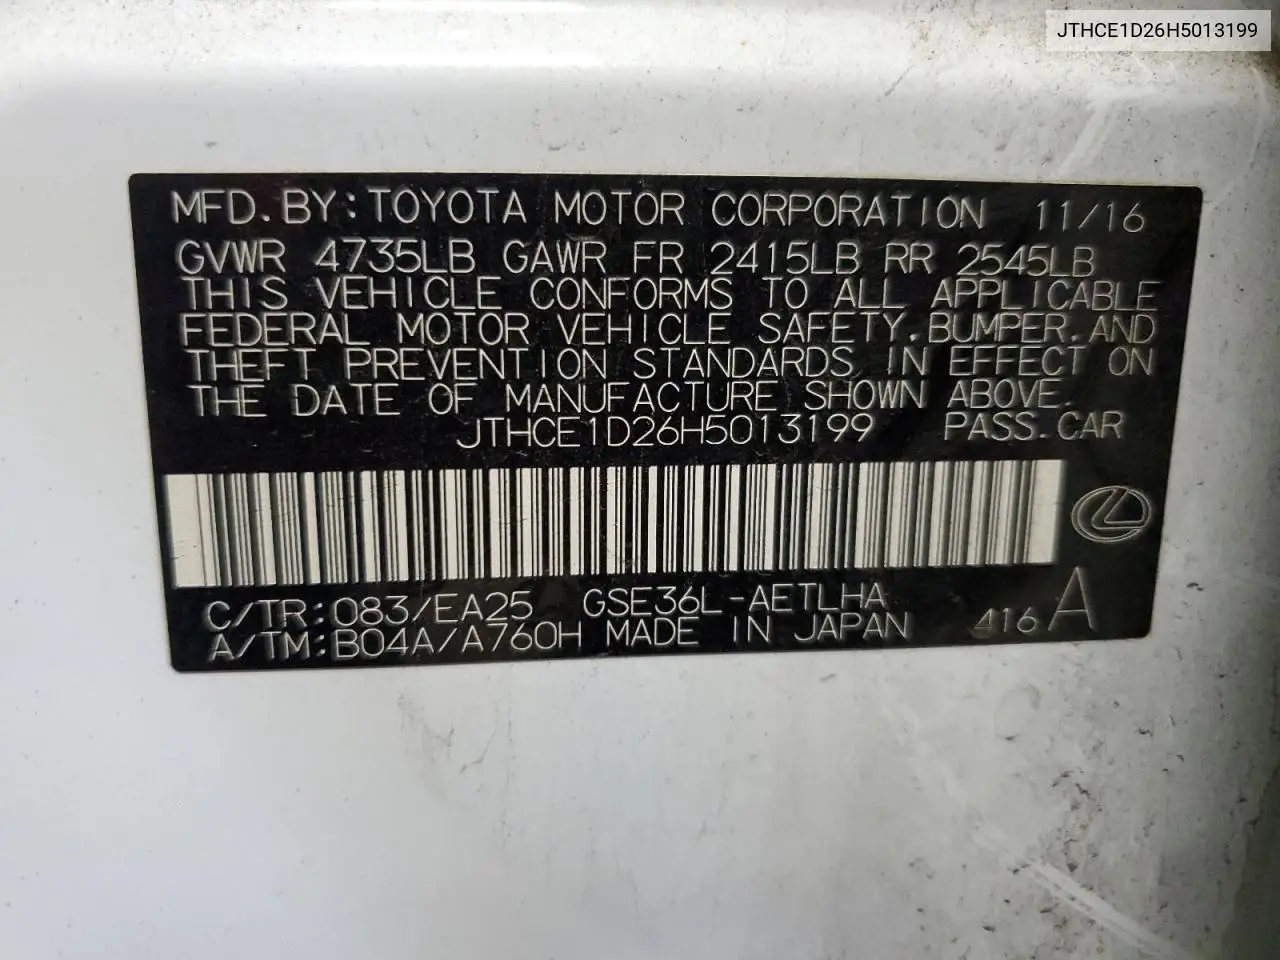 JTHCE1D26H5013199
MFD. BY: TOYOTA MOTOR CORPORATION 11/16
GVWR 4735LB GAWR FR 2415LB RR 2545LB
THIS VEHICLE CONFORMS TO ALL APPLICABLE
FEDERAL MOTOR VEHICLE SAFETY, BUMPER, AND
THEFT PREVENTION STANDARDS IN EFFECT ON
THE DATE OF MANUFACTURE SHOWN ABOVE.
JTHCE1D26H5013199 PASS. CAR
C/TR: 083/EA25 GSE36L-AETLHA
A/TM: B04A/A760H MADE IN JAPAN 416 A